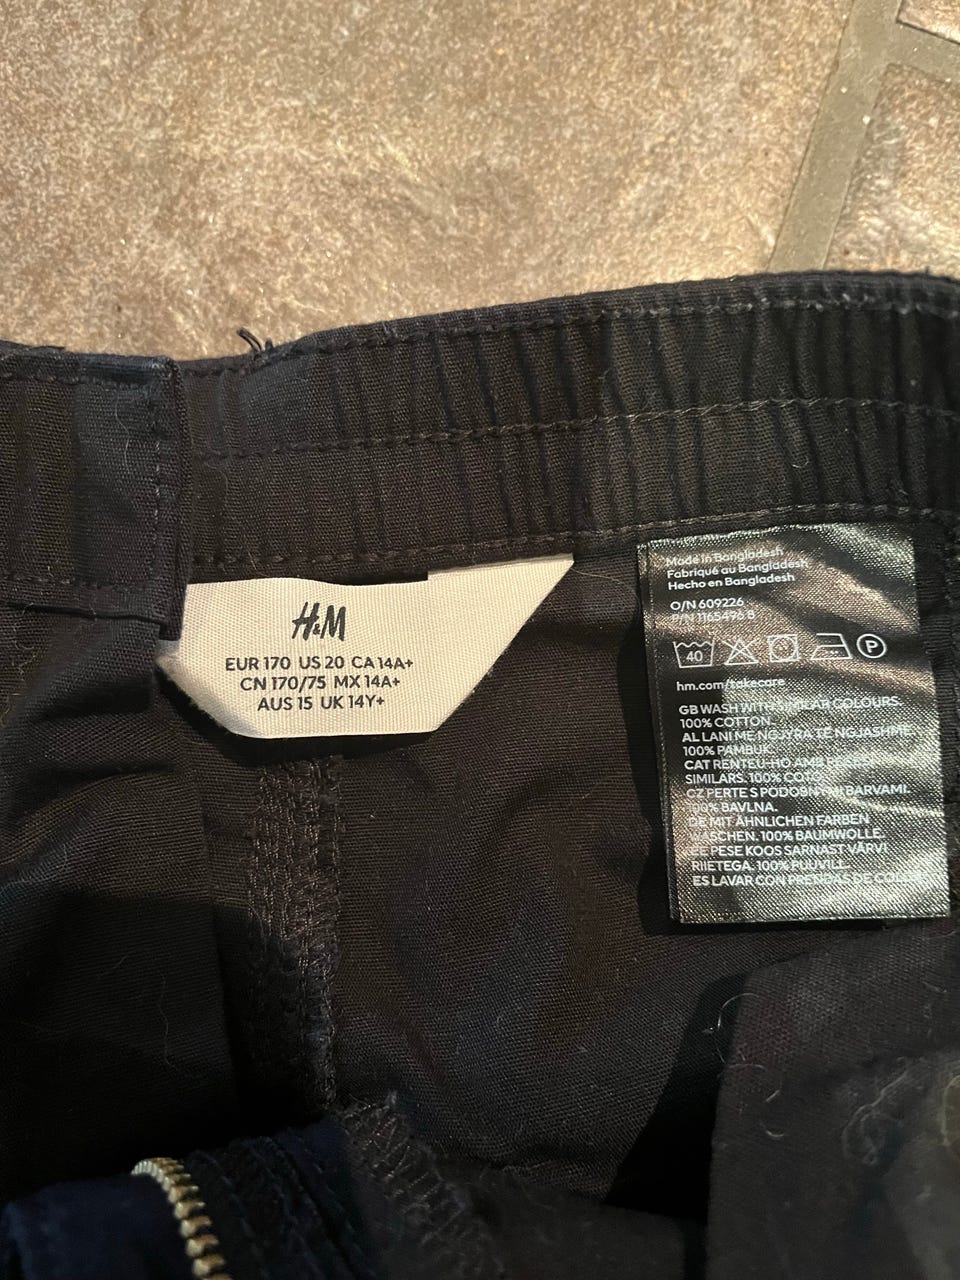 H&M
EUR 170 US 20 CA 14A+
CN 170/75 MX 14A+
AUS 15 UK 14Y+
Made in Bangladesh
Fabriqué au Bangladesh
Hecho en Bangladesh
O/N 609226
P/N 1165496 8
40
P
hm.com/takecare
GB WASH WITH SIMILAR COLOURS.
100% COTTON.
AL LANI ME NGJYRA TË NGJASHME.
100% PAMBUK.
CAT RENTEU-HO AMB
SIMILARS. 100% COTÓ.
CZ PERTE S PODOBNÝMI BARVAMI.
100% BAVLNA.
DE MIT ÄHNLICHEN FARBEN
WASCHEN. 100% BAUMWOLLE.
EE PESE KOOS SARNAST VÄRVI
RIIETEGA. 100% PUUVILL.
ES LAVAR CON PRENDAS DE